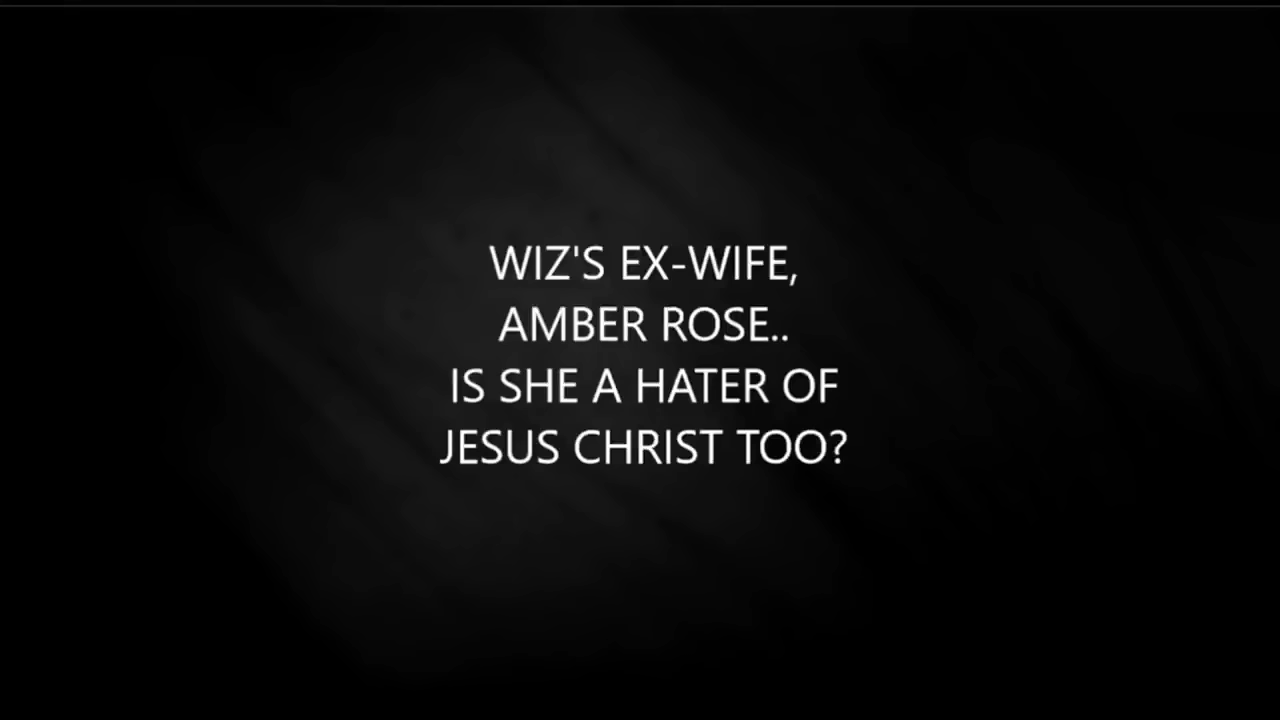 WIZ'S EX-WIFE,
AMBER ROSE..
IS SHE A HATER OF
JESUS CHRIST TOO?